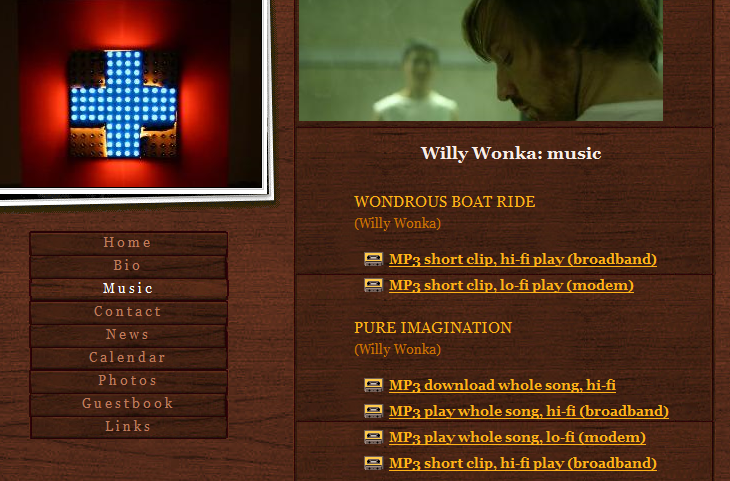 Home
Bio
Music
Contact
News
Calendar
Photos
Guestbook
Links
Willy Wonka: music
WONDROUS BOAT RIDE
(Willy Wonka)
MP3 short clip, hi-fi play (broadband)
MP3 short clip, lo-fi play (modem)
PURE IMAGINATION
(Willy Wonka)
MP3 download whole song, hi-fi
MP3 play whole song, hi-fi (broadband)
MP3 play whole song, lo-fi (modem)
MP3 short clip, hi-fi play (broadband)